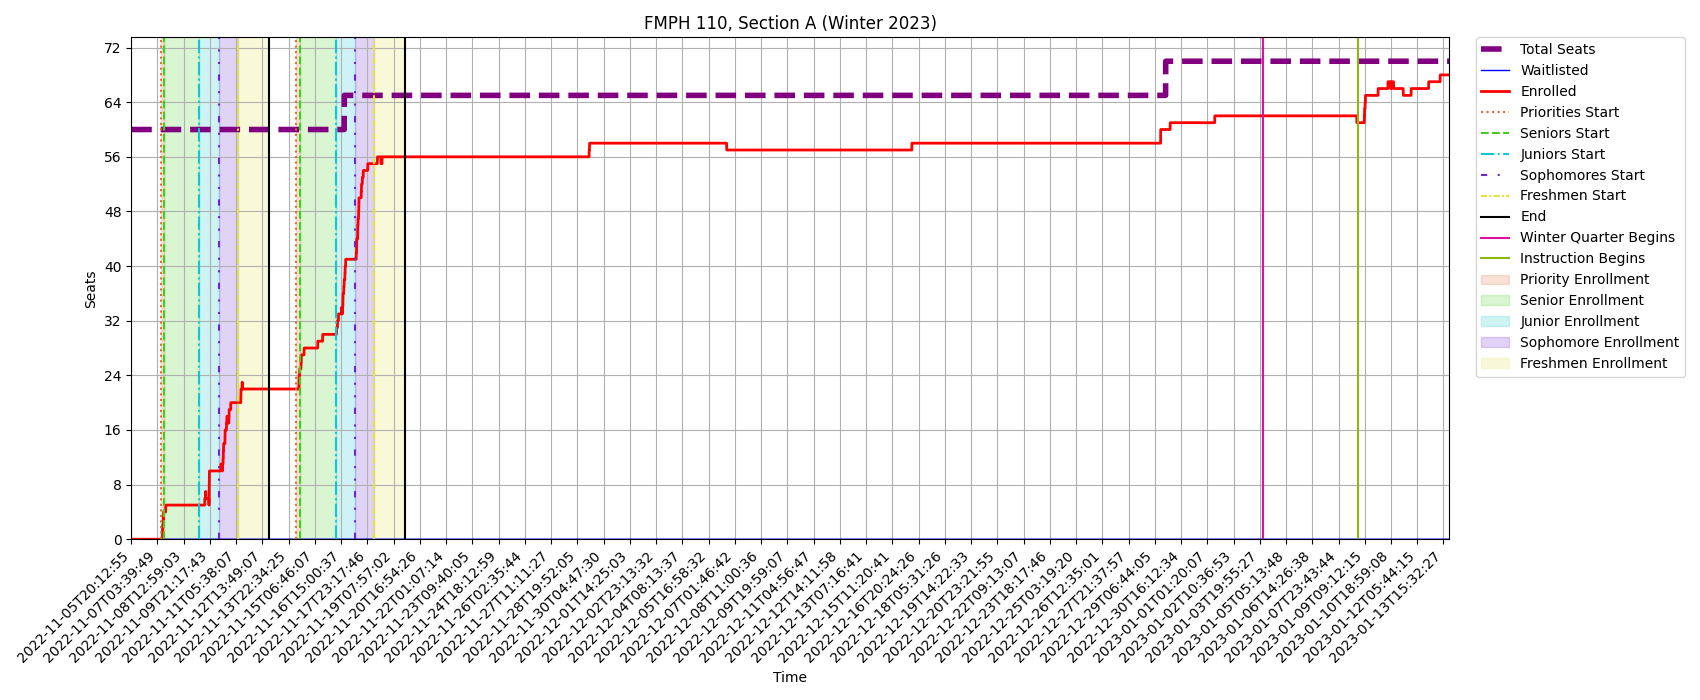 FMPH 110, Section A (Winter 2023)
72
64
56
48
40
32
24
16
8
0
Seats
2022-11-05T20:12:55
2022-11-07T03:39:49
2022-11-08T12:59:03
2022-11-09T21:17:43
2022-11-11T05:38:07
2022-11-12T13:49:07
2022-11-13T22:34:25
2022-11-15T06:46:07
2022-11-16T15:00:37
2022-11-17T23:17:46
2022-11-19T07:57:02
2022-11-20T16:54:26
2022-11-22T01:07:14
2022-11-23T09:40:05
2022-11-24T18:12:59
2022-11-26T02:35:44
2022-11-27T11:11:27
2022-11-28T19:52:05
2022-11-30T04:47:30
2022-12-01T14:25:03
2022-12-02T23:13:32
2022-12-04T08:13:37
2022-12-05T16:58:32
2022-12-07T01:46:42
2022-12-08T11:00:36
2022-12-09T19:59:07
2022-12-11T04:56:47
2022-12-12T14:11:58
2022-12-13T07:16:41
2022-12-15T11:20:41
2022-12-16T20:24:26
2022-12-18T05:31:26
2022-12-19T14:22:33
2022-12-20T23:21:55
2022-12-22T09:13:07
2022-12-23T18:17:46
2022-12-25T03:19:20
2022-12-26T12:35:01
2022-12-27T21:37:57
2022-12-29T06:44:05
2022-12-30T16:12:34
2023-01-01T01:20:07
2023-01-02T10:36:53
2023-01-03T19:55:27
2023-01-05T05:13:48
2023-01-06T14:26:38
2023-01-07T23:43:44
2023-01-09T09:12:15
2023-01-10T18:59:08
2023-01-12T05:44:15
2023-01-13T15:32:27
Time
Total Seats
Waitlisted
Enrolled
Priorities Start
Seniors Start
Juniors Start
Sophomores Start
Freshmen Start
End
Winter Quarter Begins
Instruction Begins
Priority Enrollment
Senior Enrollment
Junior Enrollment
Sophomore Enrollment
Freshmen Enrollment